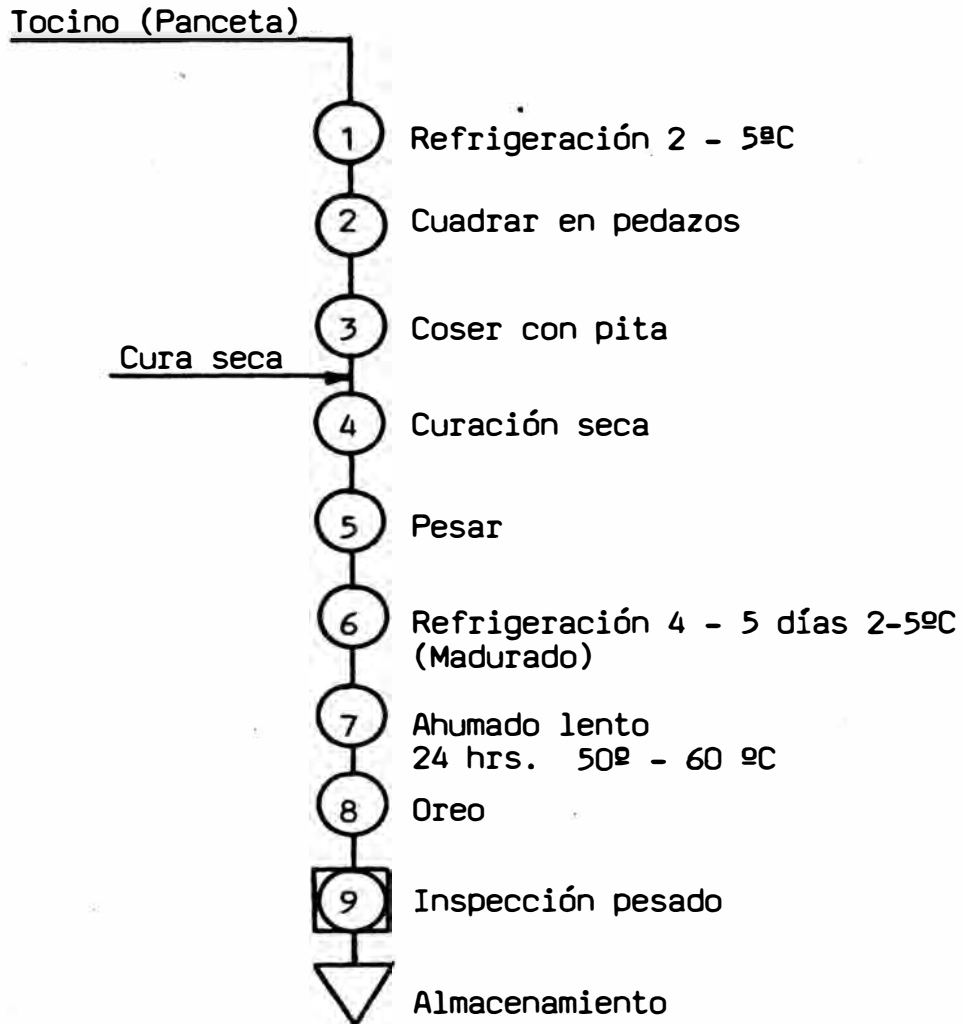 Tocino (Panceta)
1 Refrigeración 2 - 5ªC
2 Cuadrar en pedazos
3 Coser con pita
Cura seca
4 Curación seca
5 Pesar
6 Refrigeración 4 - 5 días 2-5ºC
(Madurado)
7 Ahumado lento
24 hrs. 50º - 60 ºC
8 Oreo
9 Inspección pesado
Almacenamiento